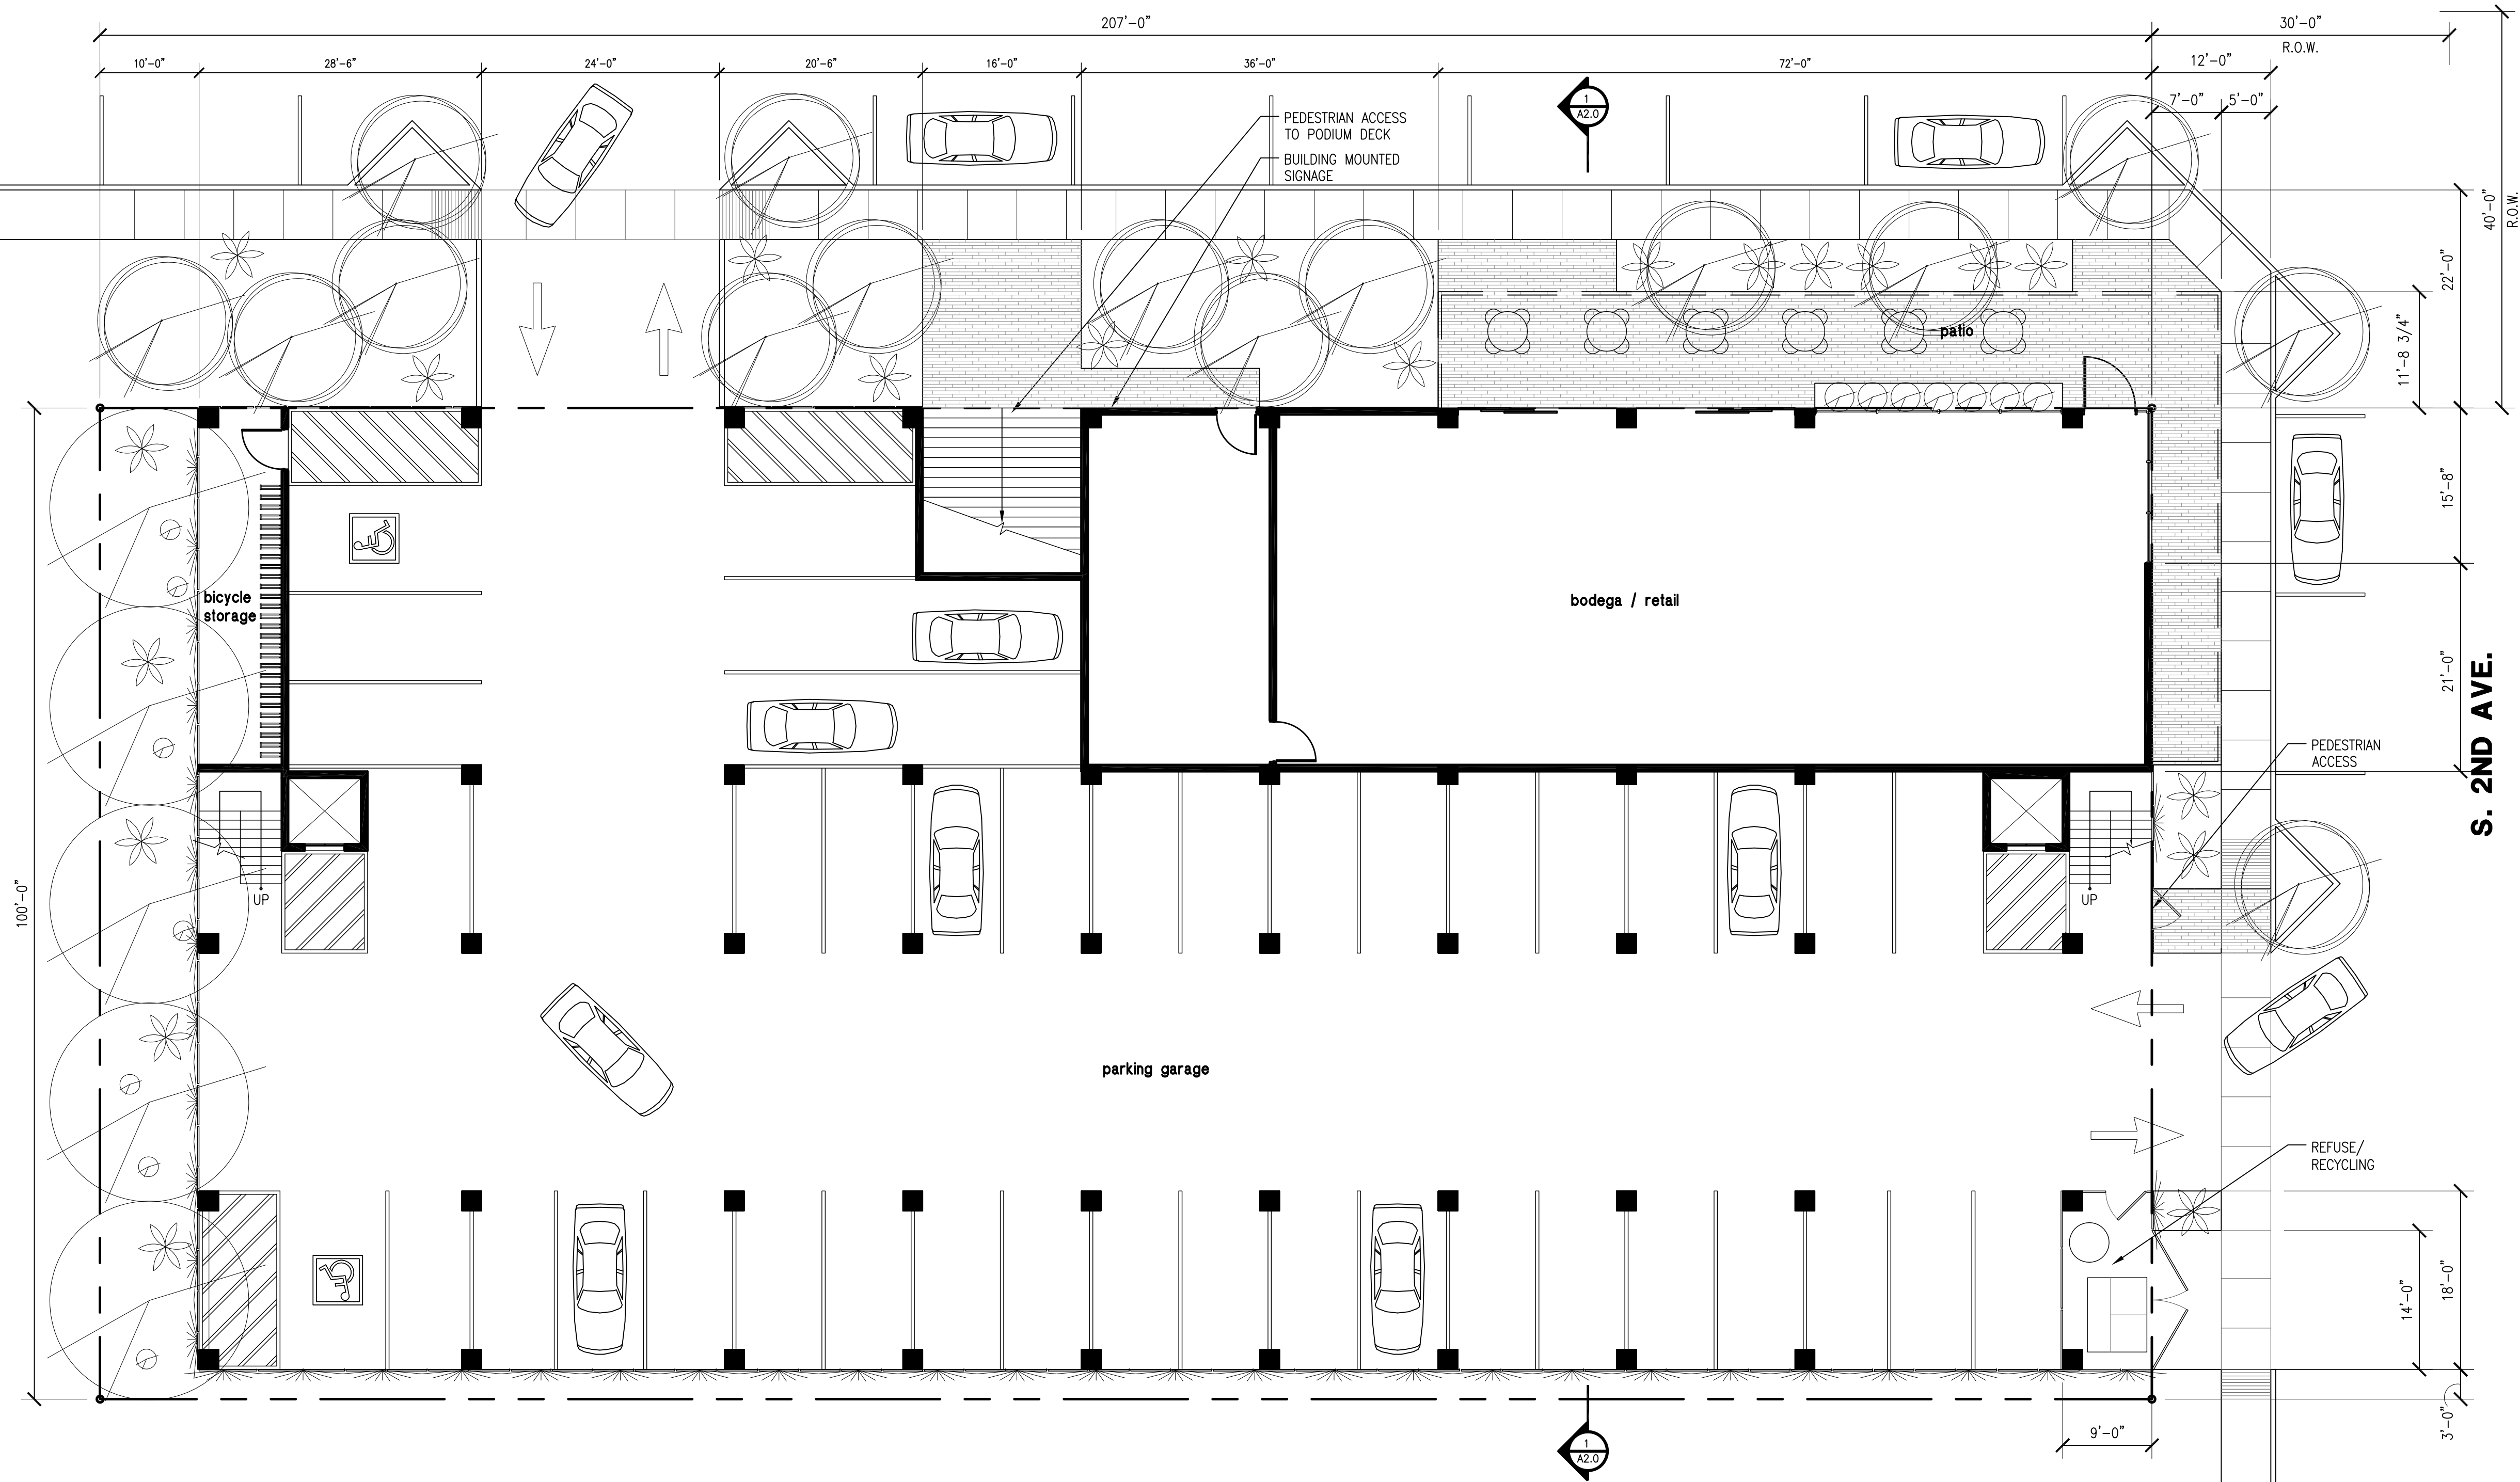 207'-0"
30'-0"
R.O.W.
10'-0"
28'-6"
24'-0"
20'-6"
16'-0"
36'-0"
72'-0"
12'-0"
7'-0"
5'-0"
1
A2.0
PEDESTRIAN ACCESS
TO PODIUM DECK
BUILDING MOUNTED
SIGNAGE
40'-0"
R.O.W.
22'-0"
11'-8 3/4"
patio
15'-8"
bicycle
storage
bodega / retail
21'-0"
S. 2ND AVE.
PEDESTRIAN
ACCESS
100'-0"
UP
UP
parking garage
REFUSE/
RECYCLING
14'-0"
18'-0"
3'-0"
9'-0"
1
A2.0